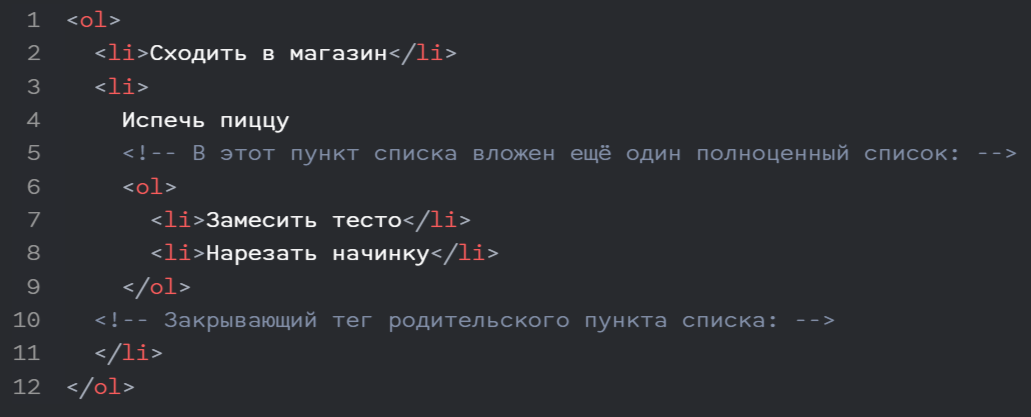 1 <ol>
2 <li>Сходить в магазин</li>
3 <li>
4 Испечь пиццу
5 <!-- В этот пункт списка вложен ещё один полноценный список: -->
6 <ol>
7 <li>Замесить тесто</li>
8 <li>Нарезать начинку</li>
9 </ol>
10 <!-- Закрывающий тег родительского пункта списка: -->
11 </li>
12 </ol>